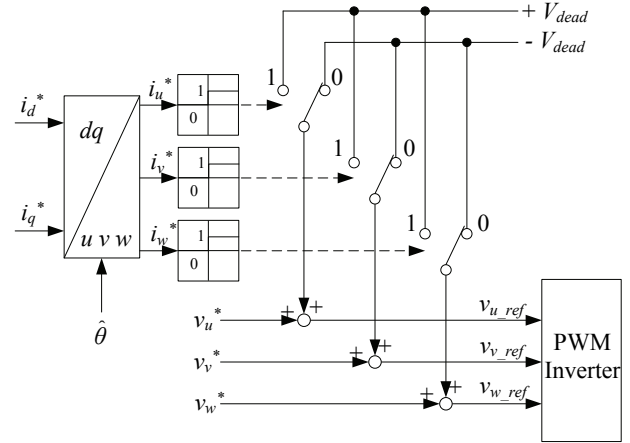 + V_dead
- V_dead
1 0
i_d* i_u* 1 0
dq
i_v* 1 0
1 0
i_q* i_w* 1 0
u v w
1 0
θ̂
v_u* + + v_u_ref
v_v* + + v_v_ref
v_w* + + v_w_ref
PWM
Inverter